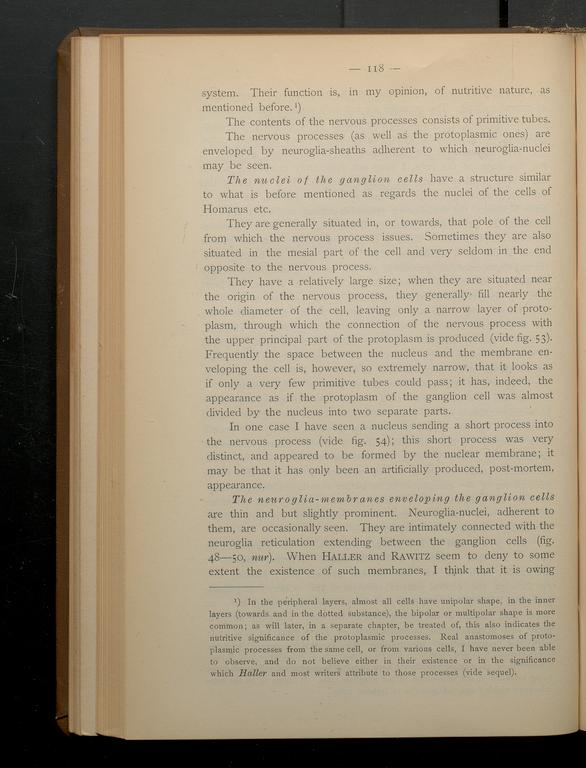 — 118 —
system. Their function is, in my opinion, of nutritive nature, as
mentioned before.¹)
The contents of the nervous processes consists of primitive tubes.
The nervous processes (as well as the protoplasmic ones) are
enveloped by neuroglia-sheaths adherent to which neuroglia-nuclei
may be seen.
The nuclei of the ganglion cells have a structure similar
to what is before mentioned as regards the nuclei of the cells of
Homarus etc.
They are generally situated in, or towards, that pole of the cell
from which the nervous process issues. Sometimes they are also
situated in the mesial part of the cell and very seldom in the end
opposite to the nervous process.
They have a relatively large size; when they are situated near
the origin of the nervous process, they generally fill nearly the
whole diameter of the cell, leaving only a narrow layer of proto-
plasm, through which the connection of the nervous process with
the upper principal part of the protoplasm is produced (vide fig. 53).
Frequently the space between the nucleus and the membrane en-
veloping the cell is, however, so extremely narrow, that it looks as
if only a very few primitive tubes could pass; it has, indeed, the
appearance as if the protoplasm of the ganglion cell was almost
divided by the nucleus into two separate parts.
In one case I have seen a nucleus sending a short process into
the nervous process (vide fig. 54); this short process was very
distinct, and appeared to be formed by the nuclear membrane; it
may be that it has only been an artificially produced, post-mortem,
appearance.
The neuroglia-membranes enveloping the ganglion cells
are thin and but slightly prominent. Neuroglia-nuclei, adherent to
them, are occasionally seen. They are intimately connected with the
neuroglia reticulation extending between the ganglion cells (fig.
48—50, nur). When HALLER and RAWITZ seem to deny to some
extent the existence of such membranes, I think that it is owing
¹) In the peripheral layers, almost all cells have unipolar shape, in the inner
layers (towards and in the dotted substance), the bipolar or multipolar shape is more
common; as will later, in a separate chapter, be treated of, this also indicates the
nutritive significance of the protoplasmic processes. Real anastomoses of proto-
plasmic processes from the same cell, or from various cells, I have never been able
to observe, and do not believe either in their existence or in the significance
which Haller and most writers attribute to those processes (vide sequel).